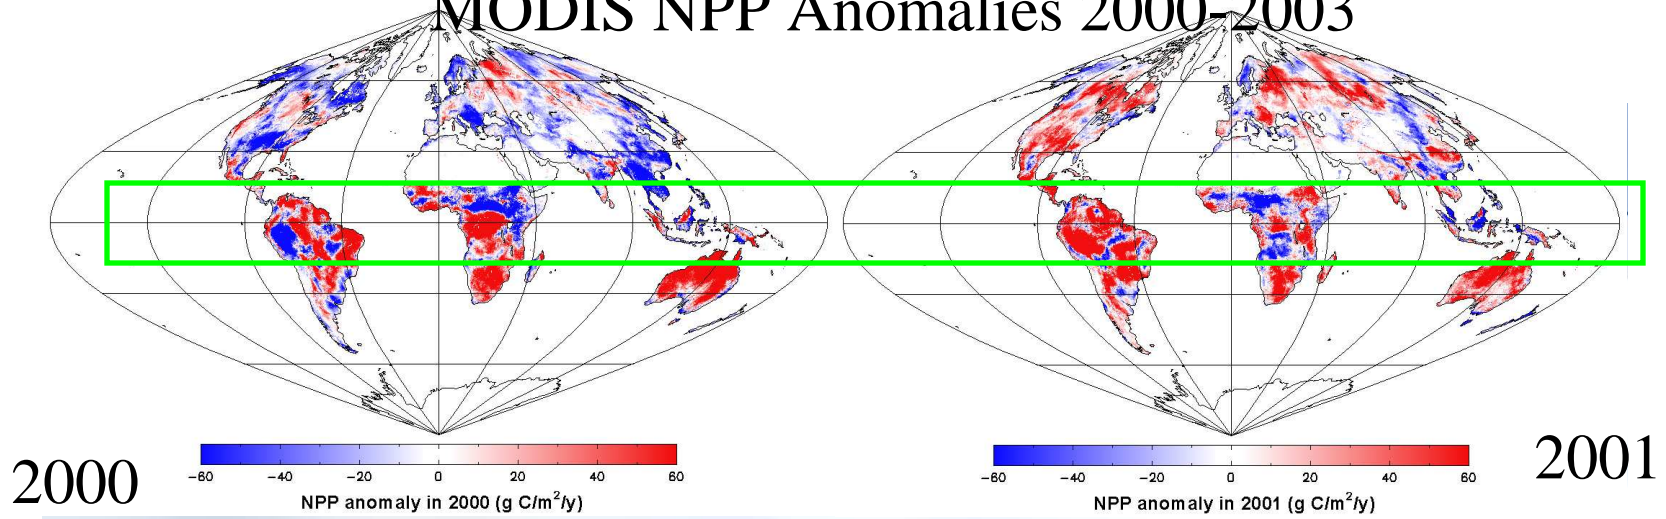 MODIS NPP Anomalies 2000-2003
-60 -40 -20 0 20 40 60
NPP anomaly in 2000 (g C/m²/y)
2000
-60 -40 -20 0 20 40 60
NPP anomaly in 2001 (g C/m²/y)
2001